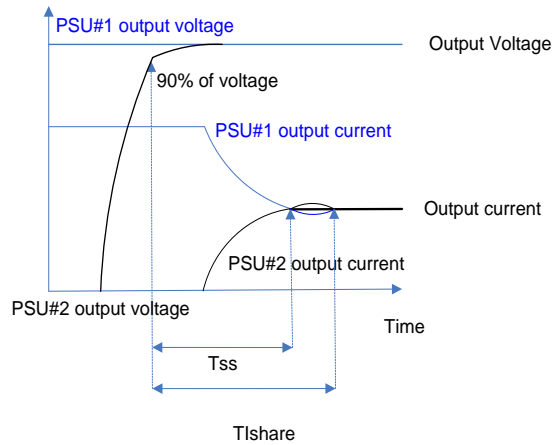 PSU#1 output voltage
Output Voltage
90% of voltage
PSU#1 output current
Output current
PSU#2 output current
PSU#2 output voltage
Time
Tss
TIshare